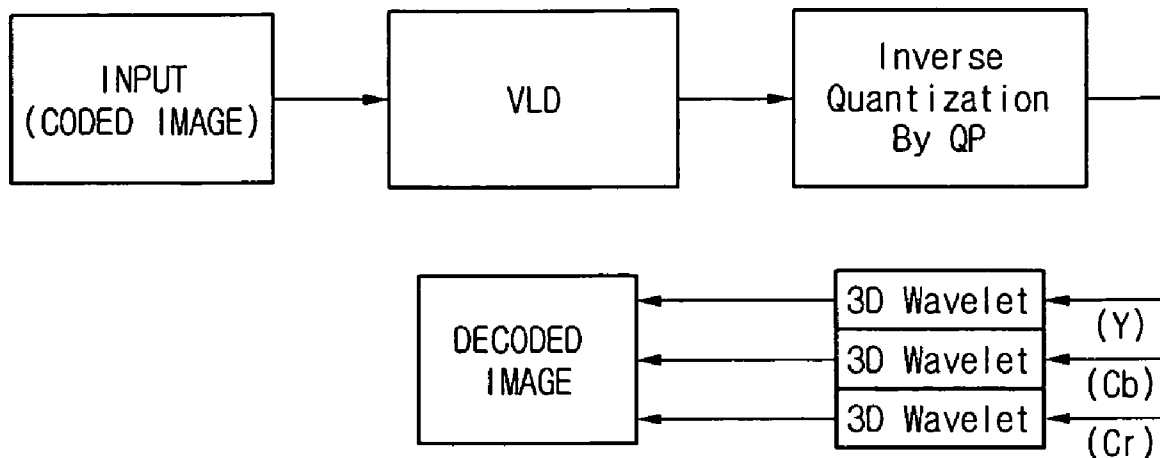 INPUT
(CODED IMAGE)
VLD
Inverse
Quantization
By QP
DECODED
IMAGE
3D Wavelet
(Y)
3D Wavelet
(Cb)
3D Wavelet
(Cr)